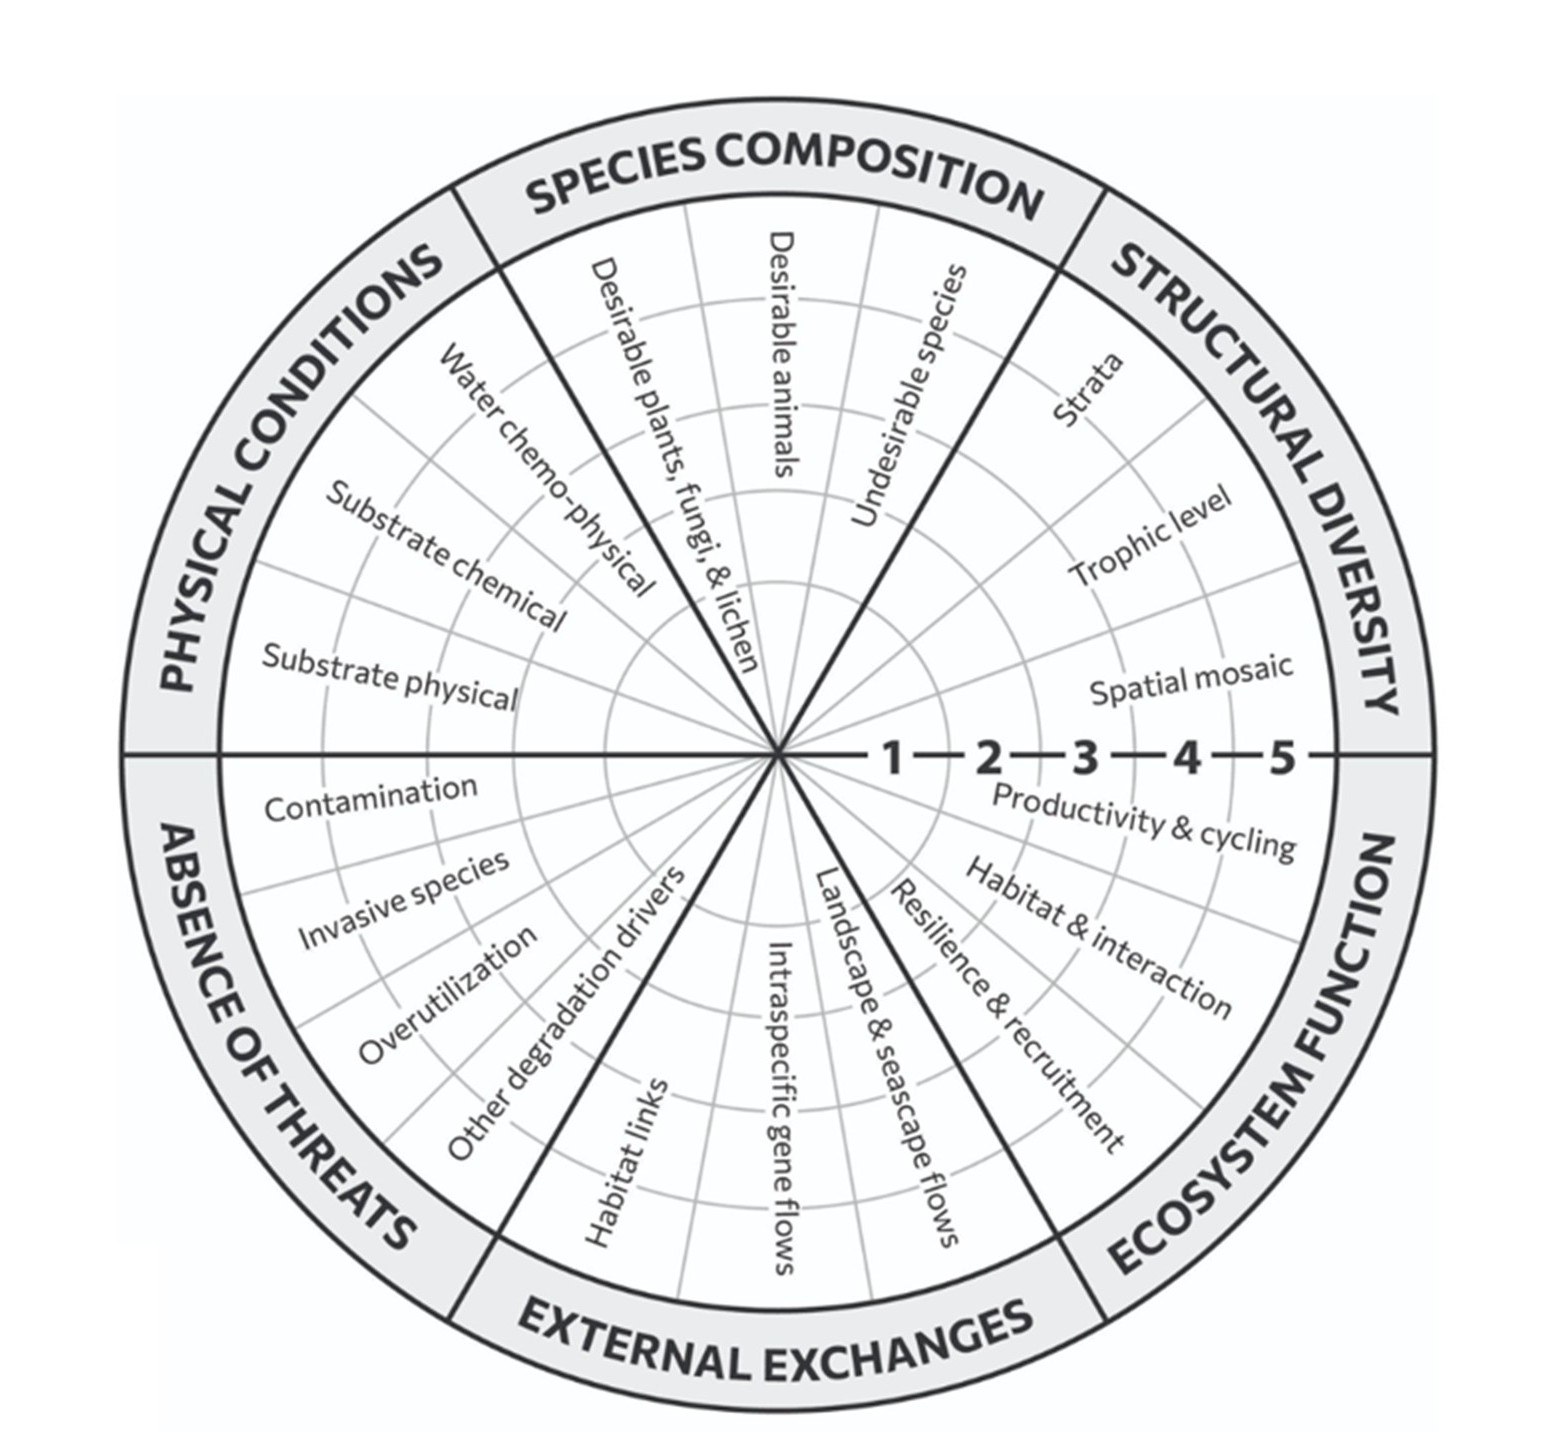 SPECIES COMPOSITION
Desirable plants, fungi, & lichen
Desirable animals
Undesirable species
STRUCTURAL DIVERSITY
Strata
Trophic level
Spatial mosaic
1 2 3 4 5
ECOSYSTEM FUNCTION
Productivity & cycling
Habitat & interaction
Resilience & recruitment
EXTERNAL EXCHANGES
Landscape & seascape flows
Intraspecific gene flows
Habitat links
ABSENCE OF THREATS
Other degradation drivers
Overutilization
Invasive species
Contamination
PHYSICAL CONDITIONS
Substrate physical
Substrate chemical
Water chemo-physical